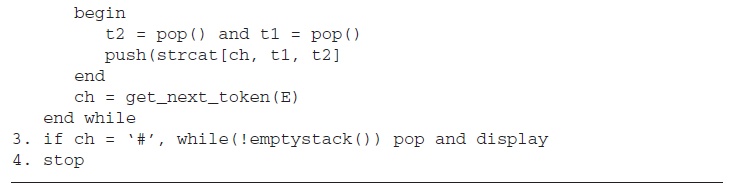 begin
t2 = pop() and t1 = pop()
push(strcat[ch, t1, t2]
end
ch = get_next_token(E)
end while
3. if ch = ‘#’, while(!emptystack()) pop and display
4. stop